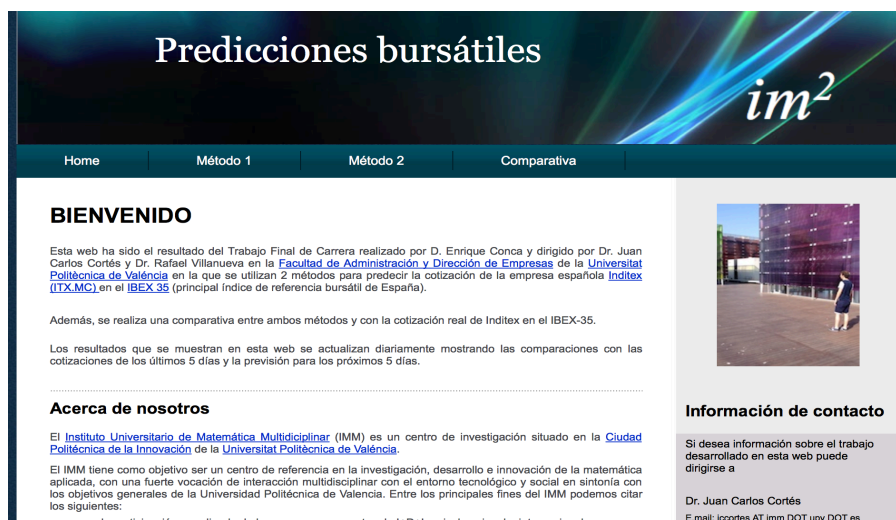 Predicciones bursátiles
im²
Home
Método 1
Método 2
Comparativa
BIENVENIDO
Esta web ha sido el resultado del Trabajo Final de Carrera realizado por D. Enrique Conca y dirigido por Dr. Juan
Carlos Cortés y Dr. Rafael Villanueva en la Facultad de Administración y Dirección de Empresas de la Universitat
Politècnica de Valéncia en la que se utilizan 2 métodos para predecir la cotización de la empresa española Inditex
(ITX.MC) en el IBEX 35 (principal índice de referencia bursátil de España).
Además, se realiza una comparativa entre ambos métodos y con la cotización real de Inditex en el IBEX-35.
Los resultados que se muestran en esta web se actualizan diariamente mostrando las comparaciones con las
cotizaciones de los últimos 5 días y la previsión para los próximos 5 días.
Acerca de nosotros
El Instituto Universitario de Matemática Multidiciplinar (IMM) es un centro de investigación situado en la Ciudad
Politécnica de la Innovación de la Universitat Politècnica de Valéncia.
El IMM tiene como objetivo ser un centro de referencia en la investigación, desarrollo e innovación de la matemática
aplicada, con una fuerte vocación de interacción multidisciplinar con el entorno tecnológico y social en sintonía con
los objetivos generales de la Universidad Politécnica de Valencia. Entre los principales fines del IMM podemos citar
los siguientes:
Información de contacto
Si desea información sobre el trabajo
desarrollado en esta web puede
dirigirse a
Dr. Juan Carlos Cortés
E.mail: jccortes AT imm DOT upv DOT es